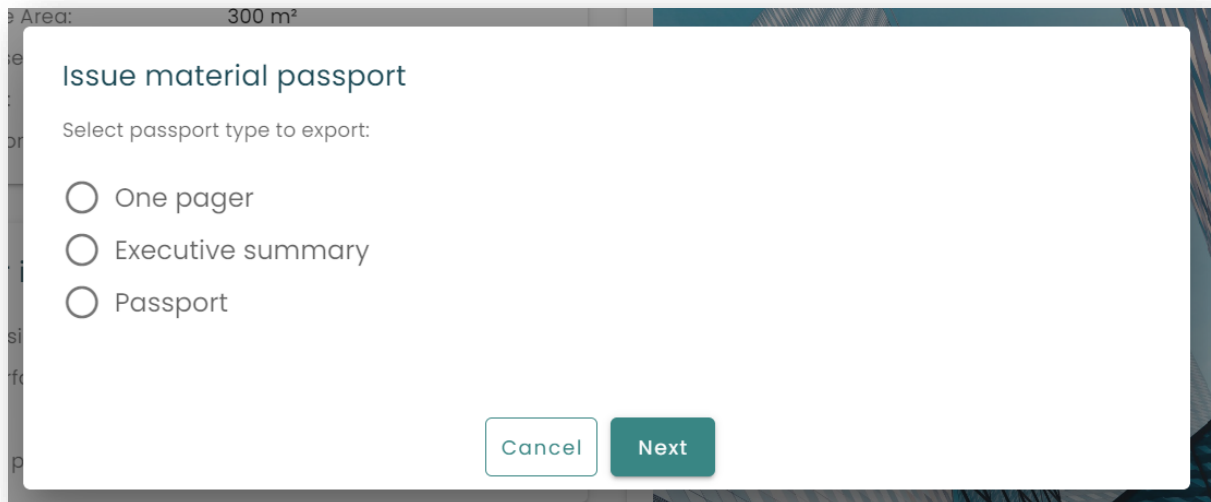 Area: 300 m²
Issue material passport
Select passport type to export:
One pager
Executive summary
Passport
Cancel Next